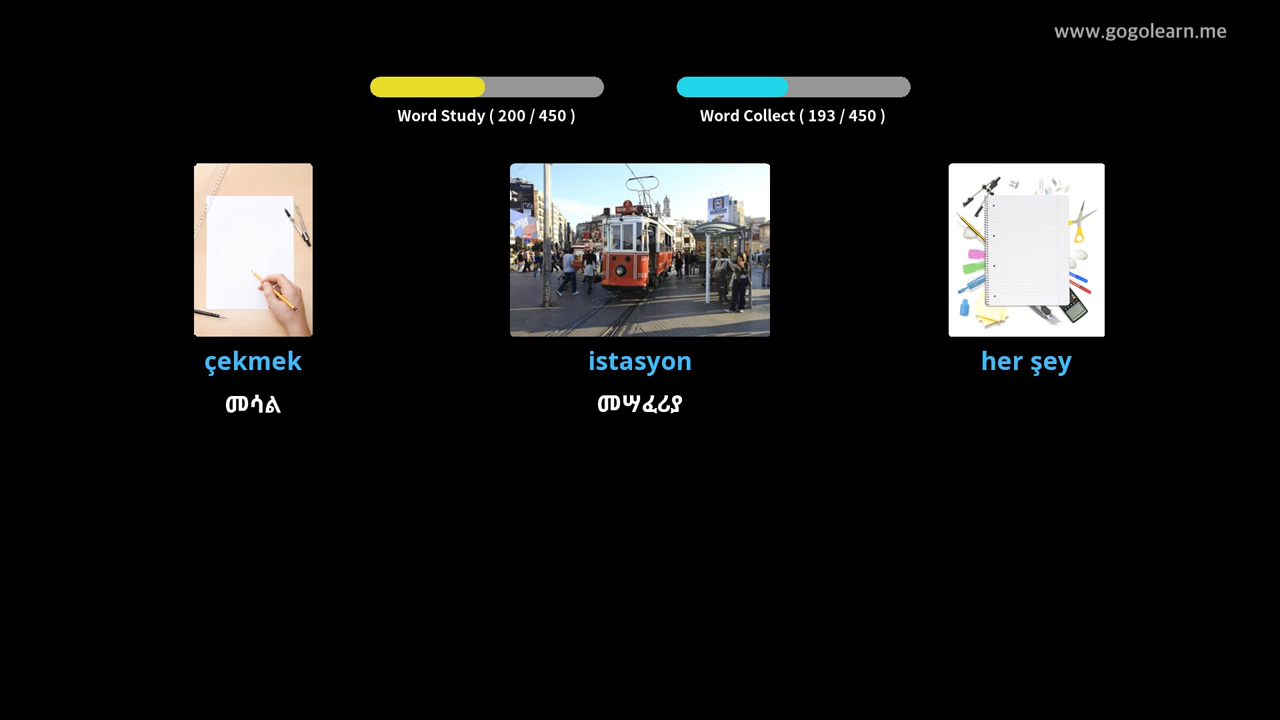 www.gogolearn.me
Word Study ( 200 / 450 )
Word Collect ( 193 / 450 )
çekmek
istasyon
her şey
መሳል
መሣፈሪያ